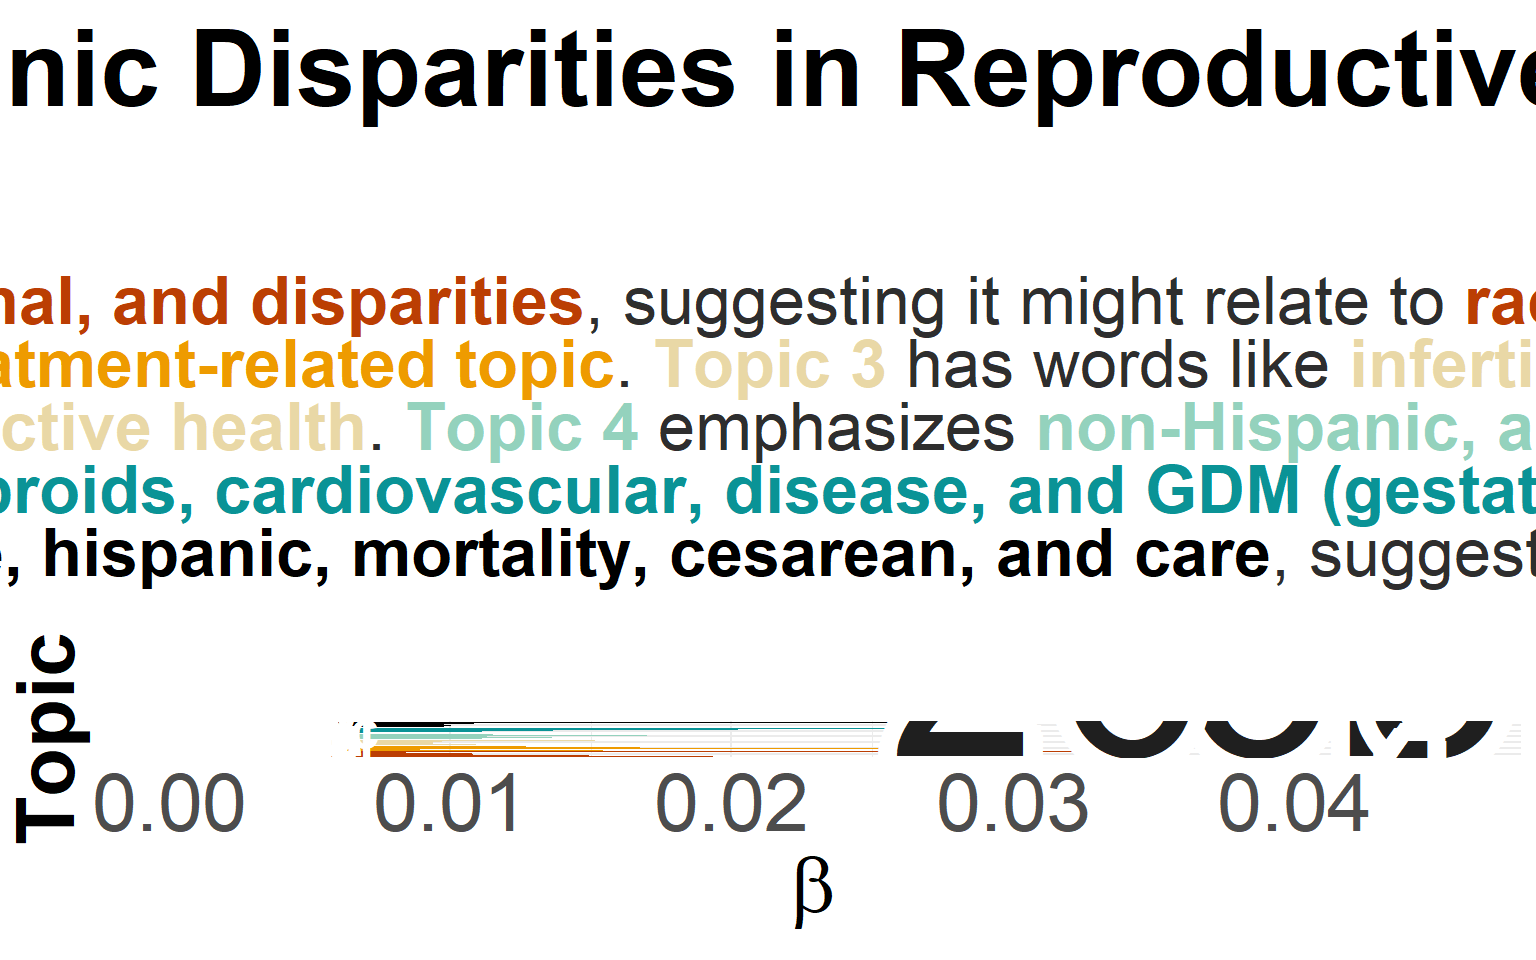 nic Disparities in Reproductive
nal, and disparities, suggesting it might relate to rac
atment-related topic. Topic 3 has words like inferti
ctive health. Topic 4 emphasizes non-Hispanic, a
broids, cardiovascular, disease, and GDM (gestat
e, hispanic, mortality, cesarean, and care, suggest
Topic
0.00 0.01 0.02 0.03 0.04
β